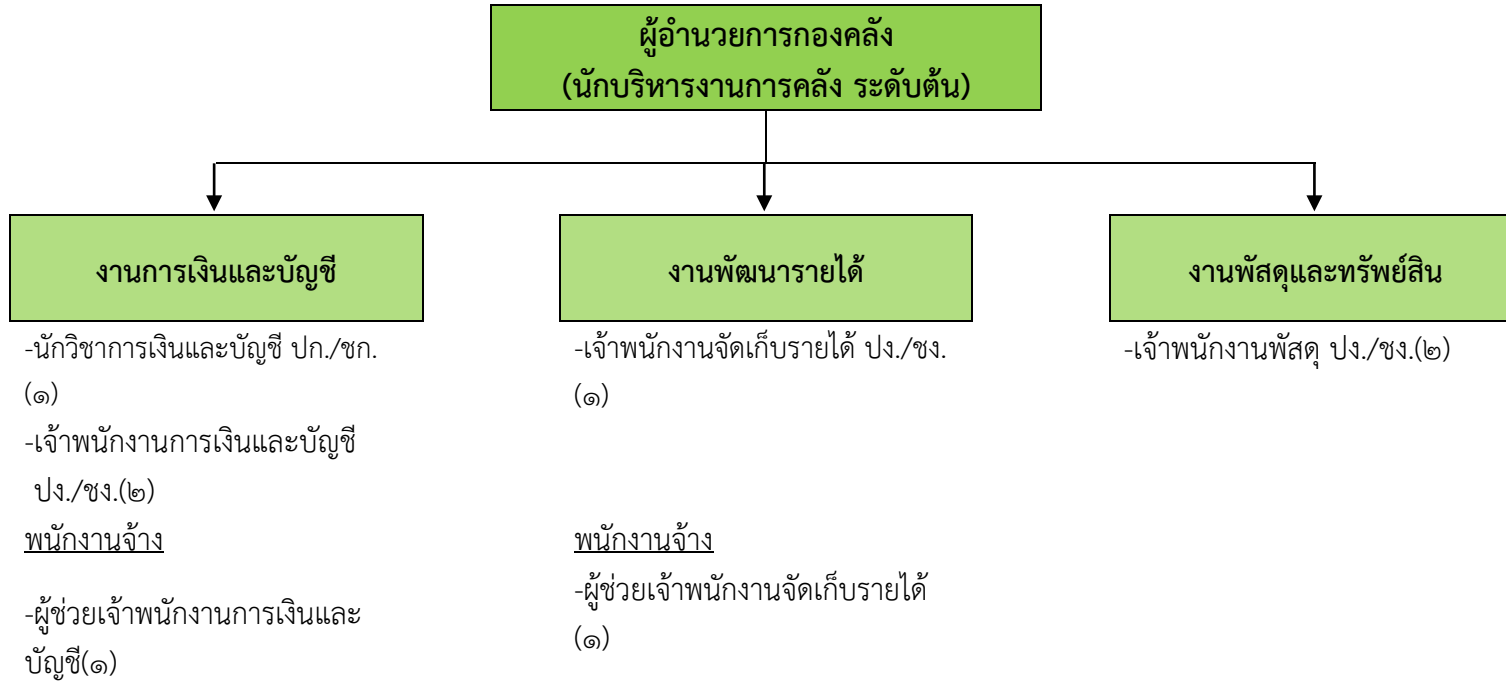 ผู้อำนวยการกองคลัง
(นักบริหารงานการคลัง ระดับต้น)
งานการเงินและบัญชี
-นักวิชาการเงินและบัญชี ปก./ชก.
(๑)
-เจ้าพนักงานการเงินและบัญชี
ปง./ชง.(๒)
พนักงานจ้าง
-ผู้ช่วยเจ้าพนักงานการเงินและ
บัญชี(๑)
งานพัฒนารายได้
-เจ้าพนักงานจัดเก็บรายได้ ปง./ชง.
(๑)
พนักงานจ้าง
-ผู้ช่วยเจ้าพนักงานจัดเก็บรายได้
(๑)
งานพัสดุและทรัพย์สิน
-เจ้าพนักงานพัสดุ ปง./ชง.(๒)